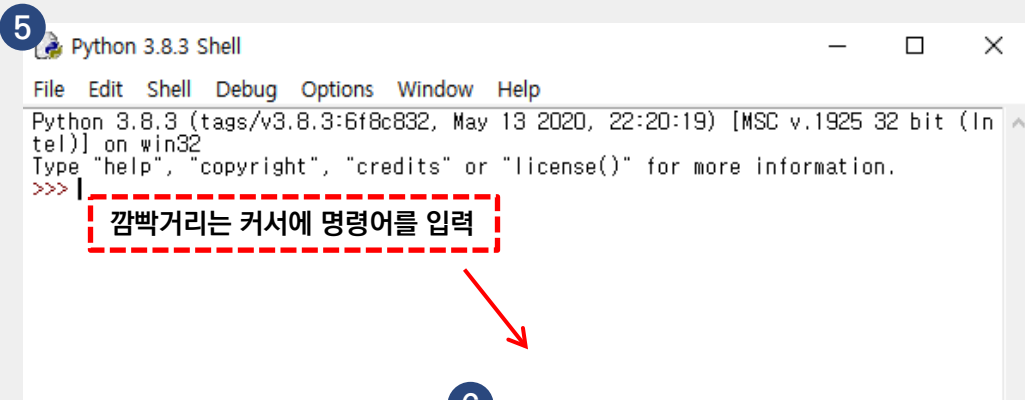 5
Python 3.8.3 Shell
File Edit Shell Debug Options Window Help
Python 3.8.3 (tags/v3.8.3:6f8c832, May 13 2020, 22:20:19) [MSC v.1925 32 bit (In
tel)] on win32
Type "help", "copyright", "credits" or "license()" for more information.
>>>
깜빡거리는 커서에 명령어를 입력